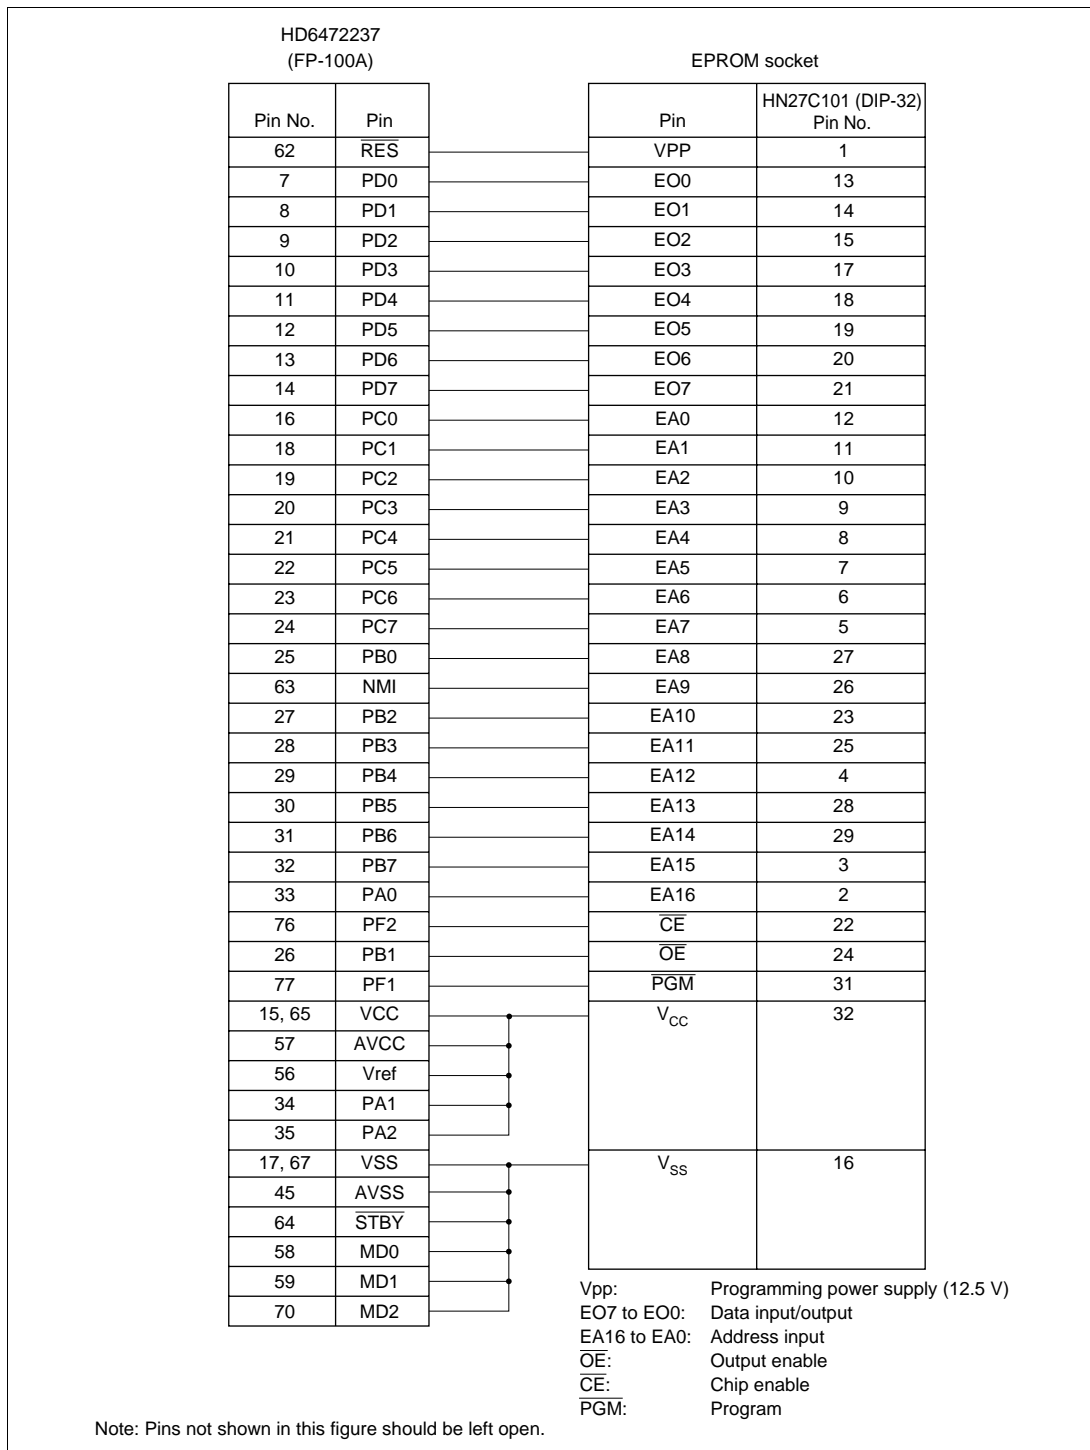 HD6472237
(FP-100A)
EPROM socket
Pin No. Pin Pin HN27C101 (DIP-32) Pin No.
62 R̅E̅S̅ VPP 1
7 PD0 EO0 13
8 PD1 EO1 14
9 PD2 EO2 15
10 PD3 EO3 17
11 PD4 EO4 18
12 PD5 EO5 19
13 PD6 EO6 20
14 PD7 EO7 21
16 PC0 EA0 12
18 PC1 EA1 11
19 PC2 EA2 10
20 PC3 EA3 9
21 PC4 EA4 8
22 PC5 EA5 7
23 PC6 EA6 6
24 PC7 EA7 5
25 PB0 EA8 27
63 NMI EA9 26
27 PB2 EA10 23
28 PB3 EA11 25
29 PB4 EA12 4
30 PB5 EA13 28
31 PB6 EA14 29
32 PB7 EA15 3
33 PA0 EA16 2
76 PF2 C̅E̅ 22
26 PB1 O̅E̅ 24
77 PF1 P̅G̅M̅ 31
15, 65 VCC VCC 32
57 AVCC
56 Vref
34 PA1
35 PA2
17, 67 VSS VSS 16
45 AVSS
64 S̅T̅B̅Y̅
58 MD0
59 MD1
70 MD2
Vpp: Programming power supply (12.5 V)
EO7 to EO0: Data input/output
EA16 to EA0: Address input
O̅E̅: Output enable
C̅E̅: Chip enable
P̅G̅M̅: Program
Note: Pins not shown in this figure should be left open.